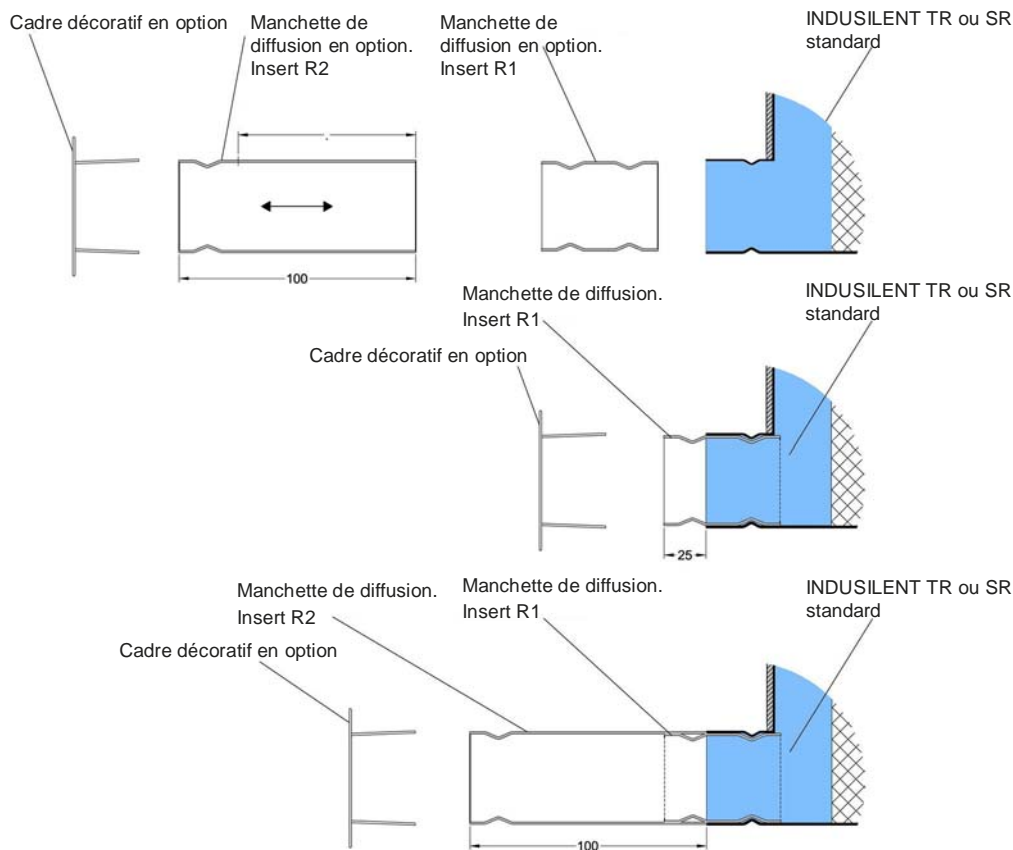 Cadre décoratif en option
Manchette de
diffusion en option.
Insert R2
Manchette de
diffusion en option.
Insert R1
INDUSILENT TR ou SR
standard
100
Manchette de diffusion.
Insert R1
INDUSILENT TR ou SR
standard
Cadre décoratif en option
25
Manchette de diffusion.
Insert R2
Manchette de diffusion.
Insert R1
INDUSILENT TR ou SR
standard
Cadre décoratif en option
100